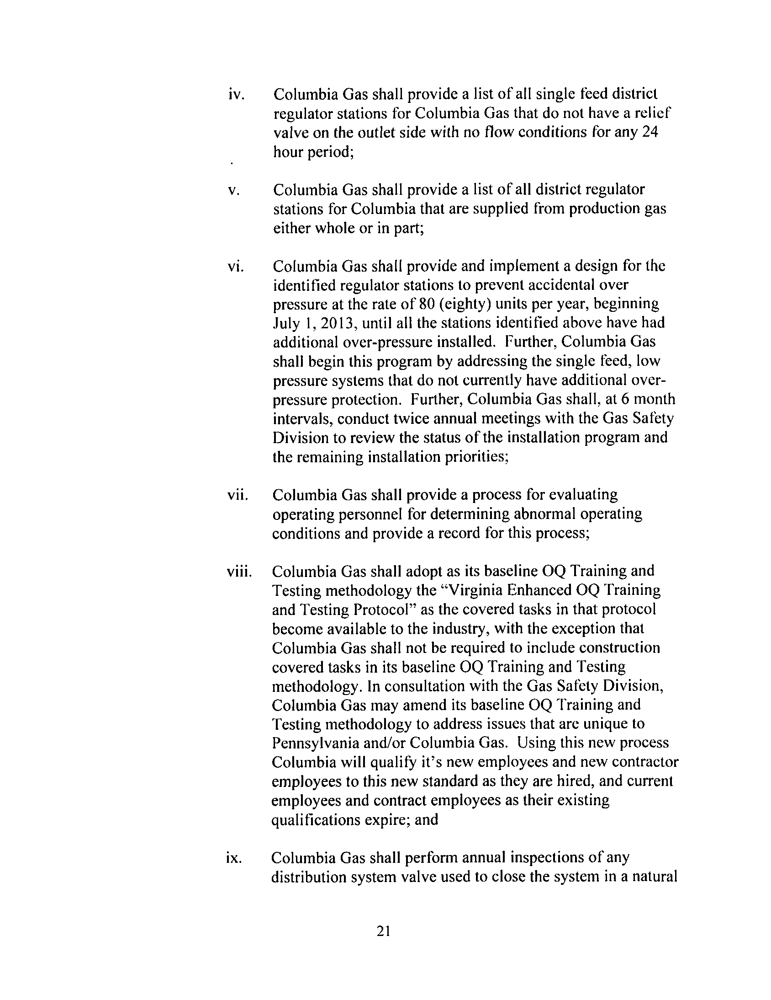 iv. Columbia Gas shall provide a list of all single feed district
regulator stations for Columbia Gas that do not have a relief
valve on the outlet side with no flow conditions for any 24
hour period;
v. Columbia Gas shall provide a list of all district regulator
stations for Columbia that are supplied from production gas
either whole or in part;
vi. Columbia Gas shall provide and implement a design for the
identified regulator stations to prevent accidental over
pressure at the rate of 80 (eighty) units per year, beginning
July 1, 2013, until all the stations identified above have had
additional over-pressure installed. Further, Columbia Gas
shall begin this program by addressing the single feed, low
pressure systems that do not currently have additional over-
pressure protection. Further, Columbia Gas shall, at 6 month
intervals, conduct twice annual meetings with the Gas Safety
Division to review the status of the installation program and
the remaining installation priorities;
vii. Columbia Gas shall provide a process for evaluating
operating personnel for determining abnormal operating
conditions and provide a record for this process;
viii. Columbia Gas shall adopt as its baseline OQ Training and
Testing methodology the “Virginia Enhanced OQ Training
and Testing Protocol” as the covered tasks in that protocol
become available to the industry, with the exception that
Columbia Gas shall not be required to include construction
covered tasks in its baseline OQ Training and Testing
methodology. In consultation with the Gas Safety Division,
Columbia Gas may amend its baseline OQ Training and
Testing methodology to address issues that are unique to
Pennsylvania and/or Columbia Gas. Using this new process
Columbia will qualify it’s new employees and new contractor
employees to this new standard as they are hired, and current
employees and contract employees as their existing
qualifications expire; and
ix. Columbia Gas shall perform annual inspections of any
distribution system valve used to close the system in a natural
21